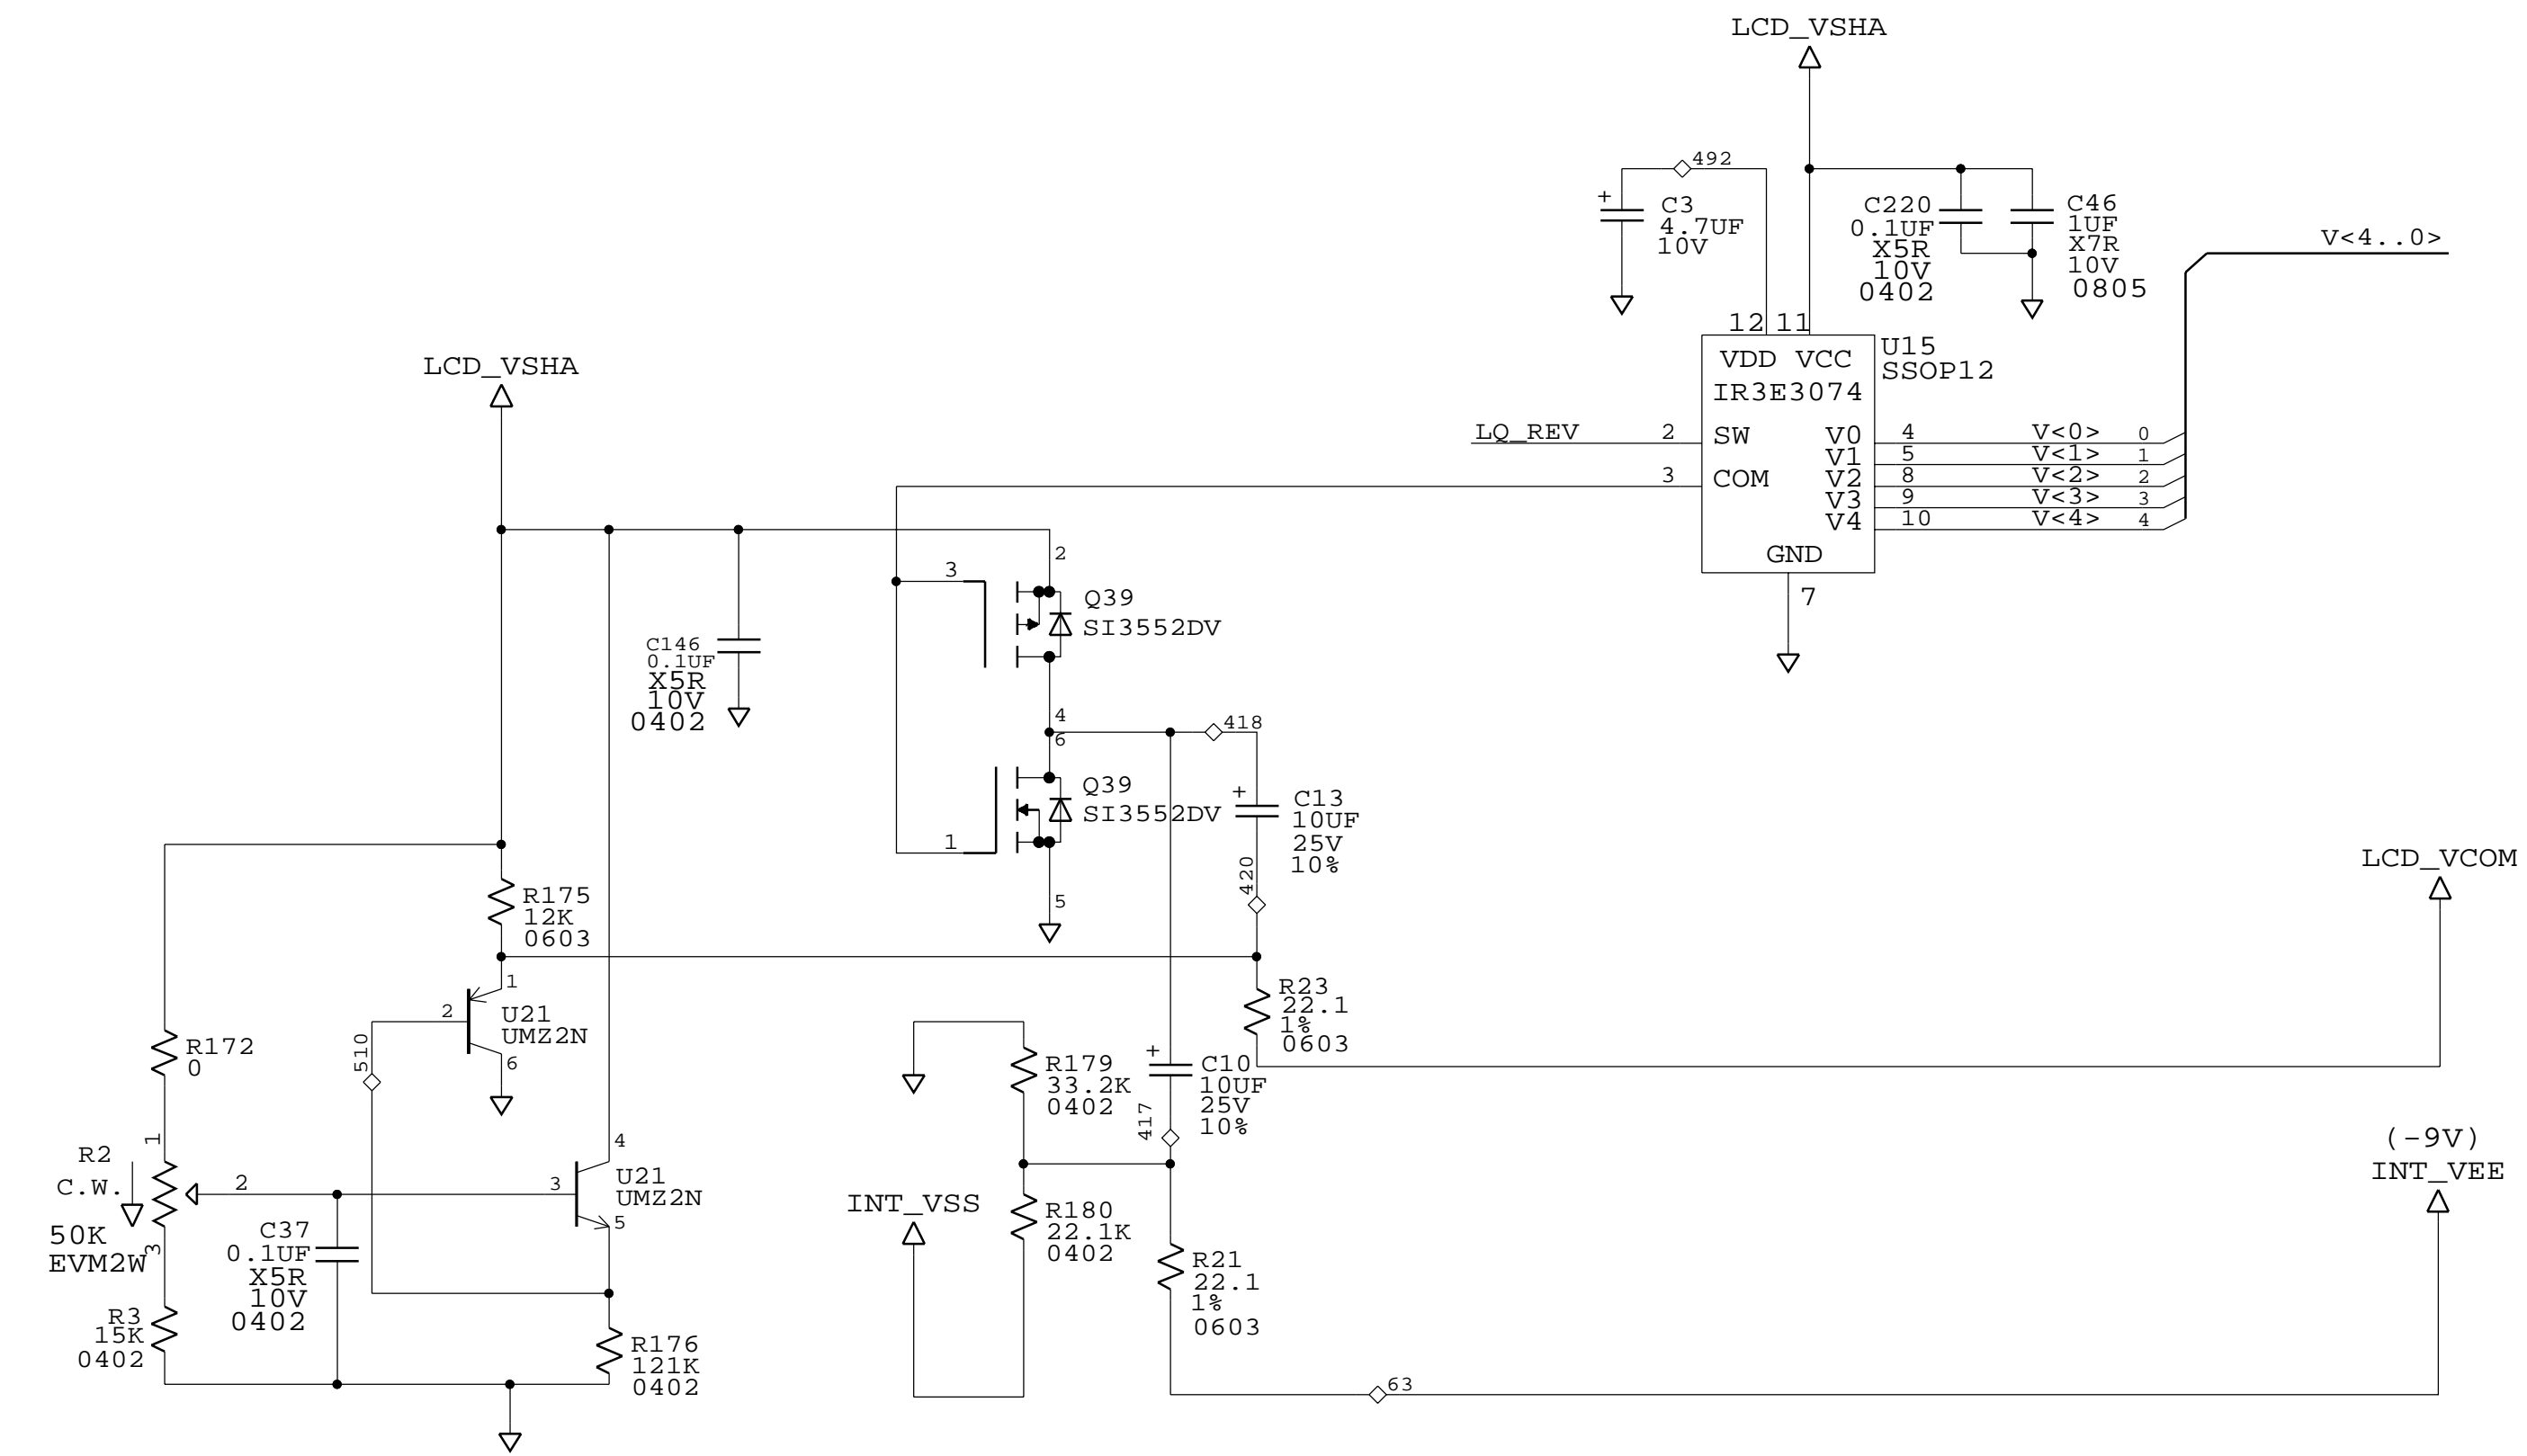 LCD_VSHA
492
+
C3
4.7UF
10V
C220
0.1UF
X5R
10V
0402
C46
1UF
X7R
10V
0805
V<4..0>
12
11
VDD
VCC
U15
SSOP12
IR3E3074
LQ_REV
2
SW
3
COM
V0
4
V<0>
0
V1
5
V<1>
1
V2
8
V<2>
2
V3
9
V<3>
3
V4
10
V<4>
4
GND
7
LCD_VSHA
2
3
Q39
SI3552DV
C146
0.1UF
X5R
10V
0402
4
6
418
Q39
SI3552DV
1
5
+
C13
10UF
25V
10%
420
LCD_VCOM
R175
12K
0603
1
2
U21
UMZ2N
6
510
R23
22.1
1%
0603
R172
0
R179
33.2K
0402
+
C10
10UF
25V
10%
417
1
R2
C.W.
2
50K
EVM2W
3
4
3
U21
UMZ2N
5
C37
0.1UF
X5R
10V
0402
INT_VSS
R180
22.1K
0402
(-9V)
INT_VEE
R21
22.1
1%
0603
R3
15K
0402
R176
121K
0402
63